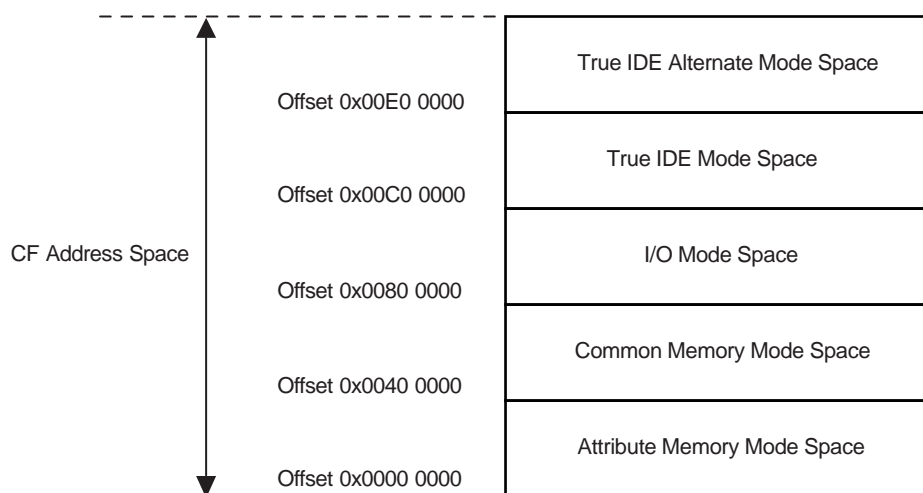 True IDE Alternate Mode Space
Offset 0x00E0 0000
True IDE Mode Space
Offset 0x00C0 0000
CF Address Space
I/O Mode Space
Offset 0x0080 0000
Common Memory Mode Space
Offset 0x0040 0000
Attribute Memory Mode Space
Offset 0x0000 0000